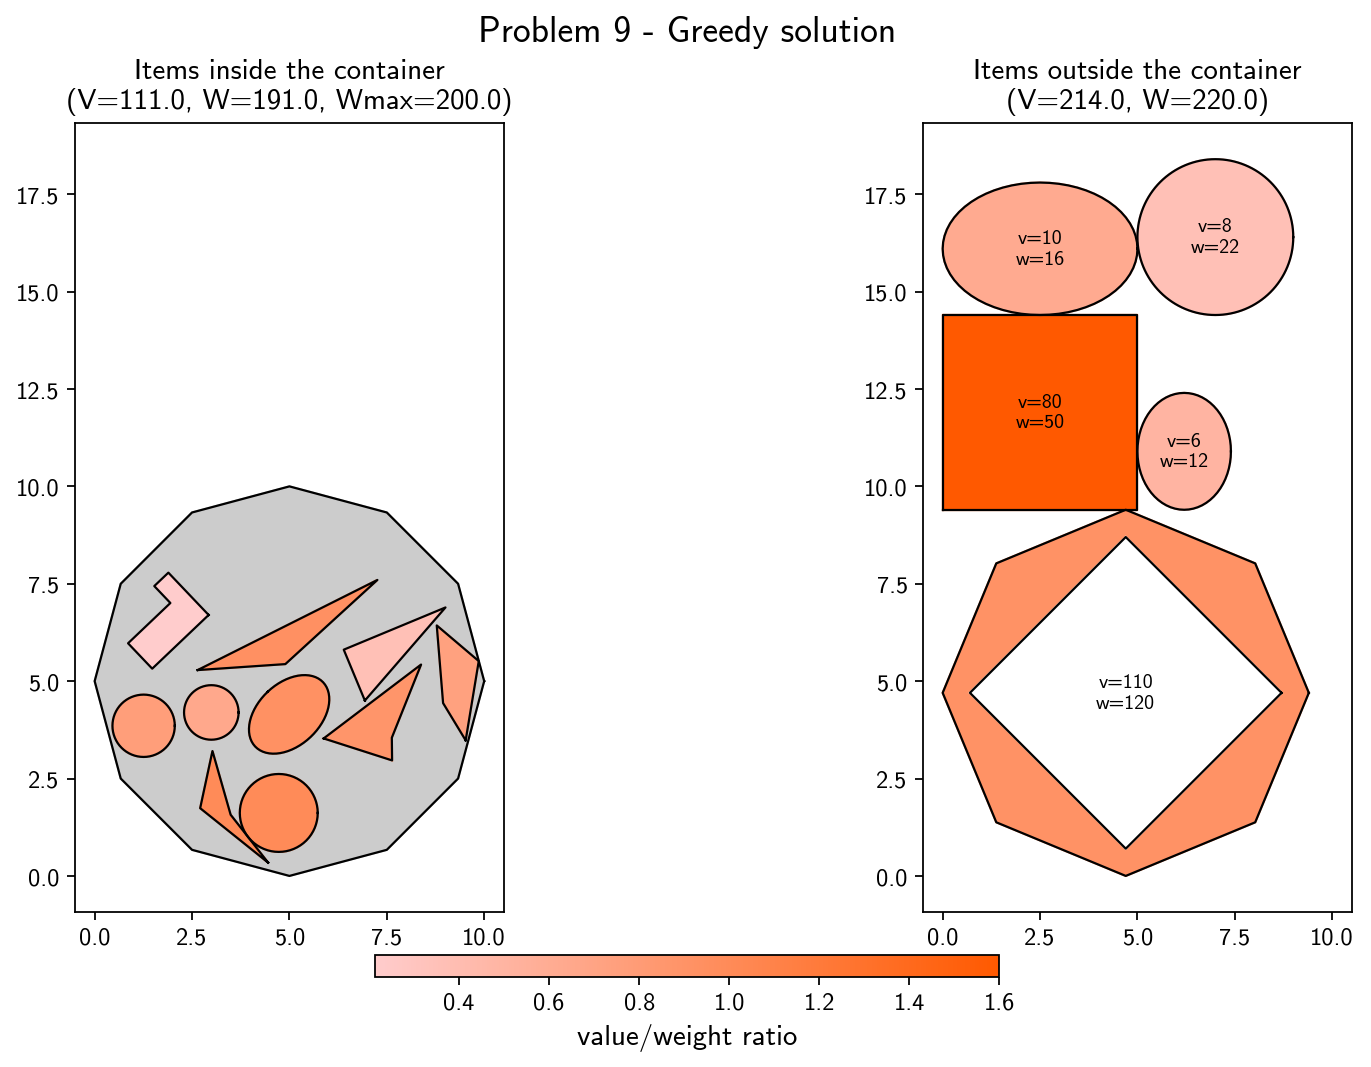 Problem 9 - Greedy solution
Items inside the container
(V=111.0, W=191.0, Wmax=200.0)
17.5
15.0
12.5
10.0
7.5
5.0
2.5
0.0
0.0 2.5 5.0 7.5 10.0
Items outside the container
(V=214.0, W=220.0)
17.5
15.0
12.5
10.0
7.5
5.0
2.5
0.0
v=10
w=16
v=8
w=22
v=80
w=50
v=6
w=12
v=110
w=120
0.0 2.5 5.0 7.5 10.0
0.4 0.6 0.8 1.0 1.2 1.4 1.6
value/weight ratio